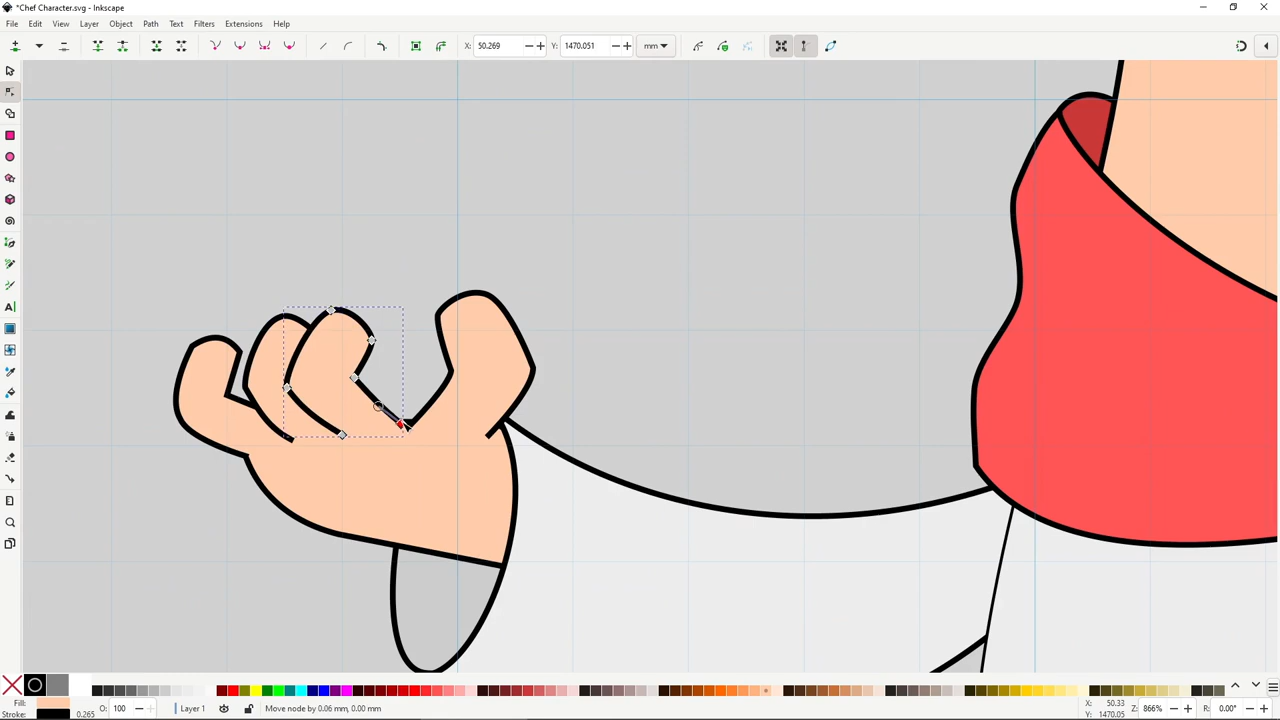 *Chef Character.svg - Inkscape
File Edit View Layer Object Path Text Filters Extensions Help
X: 50.269 Y: 1470.051 mm
Fill: X: 50.33
Stroke: 0.265 O: 100 Layer 1 Move node by 0.06 mm, 0.00 mm Y: 1470.05 Z: 866% R: 0.00°